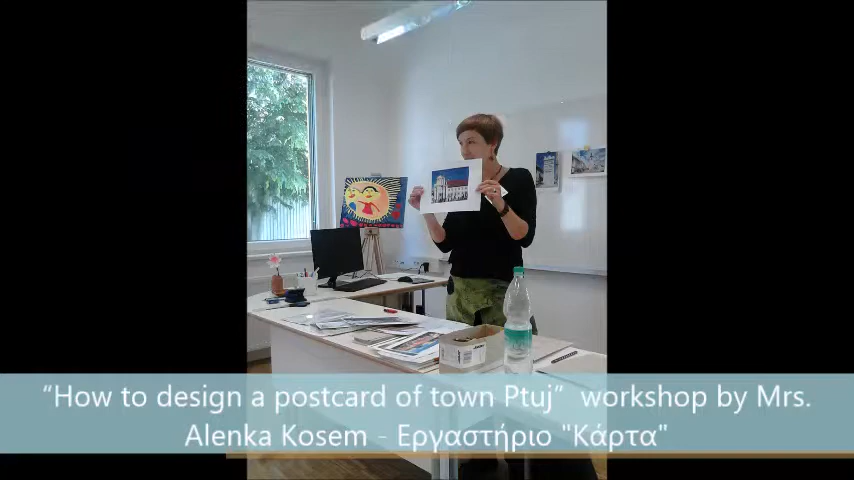 “How to design a postcard of town Ptuj” workshop by Mrs.
Alenka Kosem - Εργαστήριο "Κάρτα"